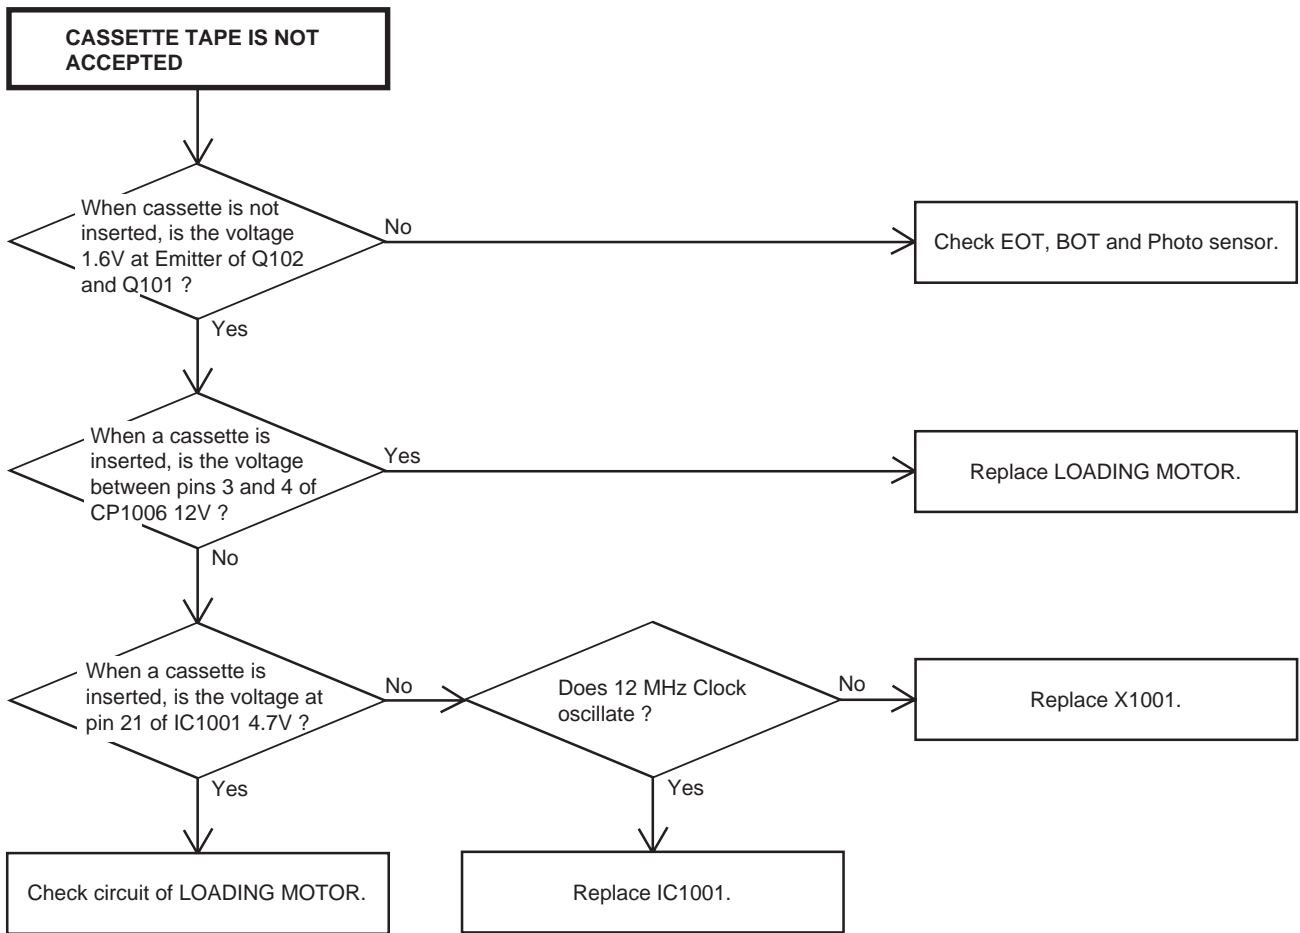 CASSETTE TAPE IS NOT
ACCEPTED
When cassette is not
inserted, is the voltage
1.6V at Emitter of Q102
and Q101 ?
No
Check EOT, BOT and Photo sensor.
Yes
When a cassette is
inserted, is the voltage
between pins 3 and 4 of
CP1006 12V ?
Yes
Replace LOADING MOTOR.
No
When a cassette is
inserted, is the voltage at
pin 21 of IC1001 4.7V ?
No
Does 12 MHz Clock
oscillate ?
No
Replace X1001.
Yes
Yes
Check circuit of LOADING MOTOR.
Replace IC1001.